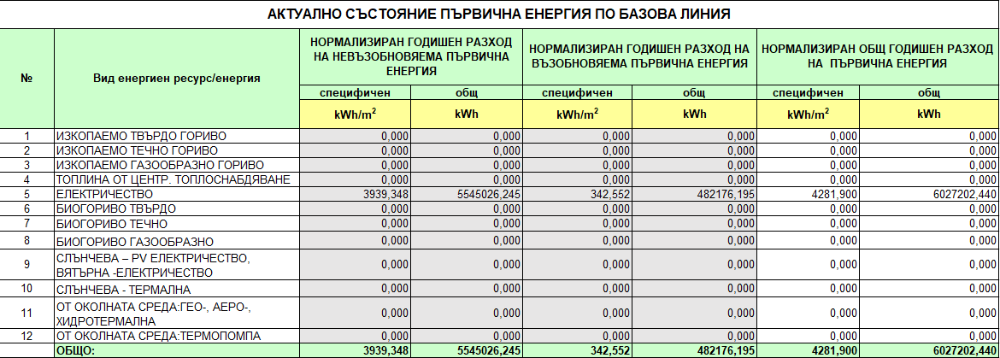 АКТУАЛНО СЪСТОЯНИЕ ПЪРВИЧНА ЕНЕРГИЯ ПО БАЗОВА ЛИНИЯ
№ Вид енергиен ресурс/енергия
НОРМАЛИЗИРАН ГОДИШЕН РАЗХОД
НА НЕВЪЗОБНОВЯЕМА ПЪРВИЧНА
ЕНЕРГИЯ
НОРМАЛИЗИРАН ГОДИШЕН РАЗХОД НА
ВЪЗОБНОВЯЕМА ПЪРВИЧНА ЕНЕРГИЯ
НОРМАЛИЗИРАН ОБЩ ГОДИШЕН РАЗХОД
НА ПЪРВИЧНА ЕНЕРГИЯ
специфичен общ специфичен общ специфичен общ
kWh/m² kWh kWh/m² kWh kWh/m² kWh
1 ИЗКОПАЕМО ТВЪРДО ГОРИВО 0,000 0,000 0,000 0,000 0,000 0,000
2 ИЗКОПАЕМО ТЕЧНО ГОРИВО 0,000 0,000 0,000 0,000 0,000 0,000
3 ИЗКОПАЕМО ГАЗООБРАЗНО ГОРИВО 0,000 0,000 0,000 0,000 0,000 0,000
4 ТОПЛИНА ОТ ЦЕНТР. ТОПЛОСНАБДЯВАНЕ 0,000 0,000 0,000 0,000 0,000 0,000
5 ЕЛЕКТРИЧЕСТВО 3939,348 5545026,245 342,552 482176,195 4281,900 6027202,440
6 БИОГОРИВО ТВЪРДО 0,000 0,000 0,000 0,000 0,000 0,000
7 БИОГОРИВО ТЕЧНО 0,000 0,000 0,000 0,000 0,000 0,000
8 БИОГОРИВО ГАЗООБРАЗНО 0,000 0,000 0,000 0,000 0,000 0,000
9 СЛЪНЧЕВА – PV ЕЛЕКТРИЧЕСТВО,
ВЯТЪРНА -ЕЛЕКТРИЧЕСТВО 0,000 0,000 0,000 0,000 0,000 0,000
10 СЛЪНЧЕВА - ТЕРМАЛНА 0,000 0,000 0,000 0,000 0,000 0,000
11 ОТ ОКОЛНАТА СРЕДА:ГЕО-, АЕРО-,
ХИДРОТЕРМАЛНА 0,000 0,000 0,000 0,000 0,000 0,000
12 ОТ ОКОЛНАТА СРЕДА:ТЕРМОПОМПА 0,000 0,000 0,000 0,000 0,000 0,000
ОБЩО: 3939,348 5545026,245 342,552 482176,195 4281,900 6027202,440